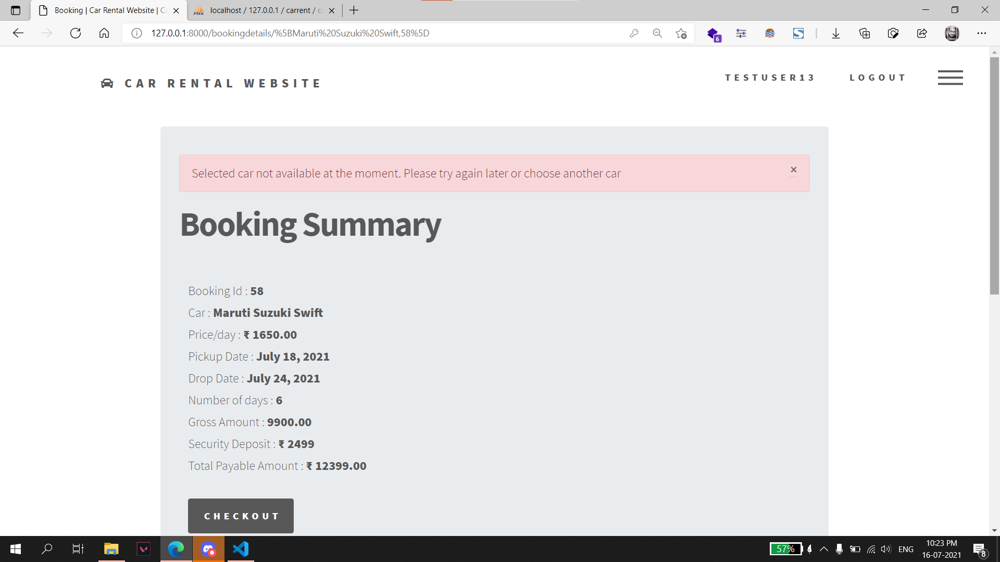 Booking | Car Rental Website | Ca
localhost / 127.0.0.1 / carrent / ca
127.0.0.1:8000/bookingdetails/%5BMaruti%20Suzuki%20Swift,58%5D
6
CAR RENTAL WEBSITE
TESTUSER13
LOGOUT
Selected car not available at the moment. Please try again later or choose another car
×
Booking Summary
Booking Id : 58
Car : Maruti Suzuki Swift
Price/day : ₹ 1650.00
Pickup Date : July 18, 2021
Drop Date : July 24, 2021
Number of days : 6
Gross Amount : 9900.00
Security Deposit : ₹ 2499
Total Payable Amount : ₹ 12399.00
CHECKOUT
57%
ENG
10:23 PM
16-07-2021
8